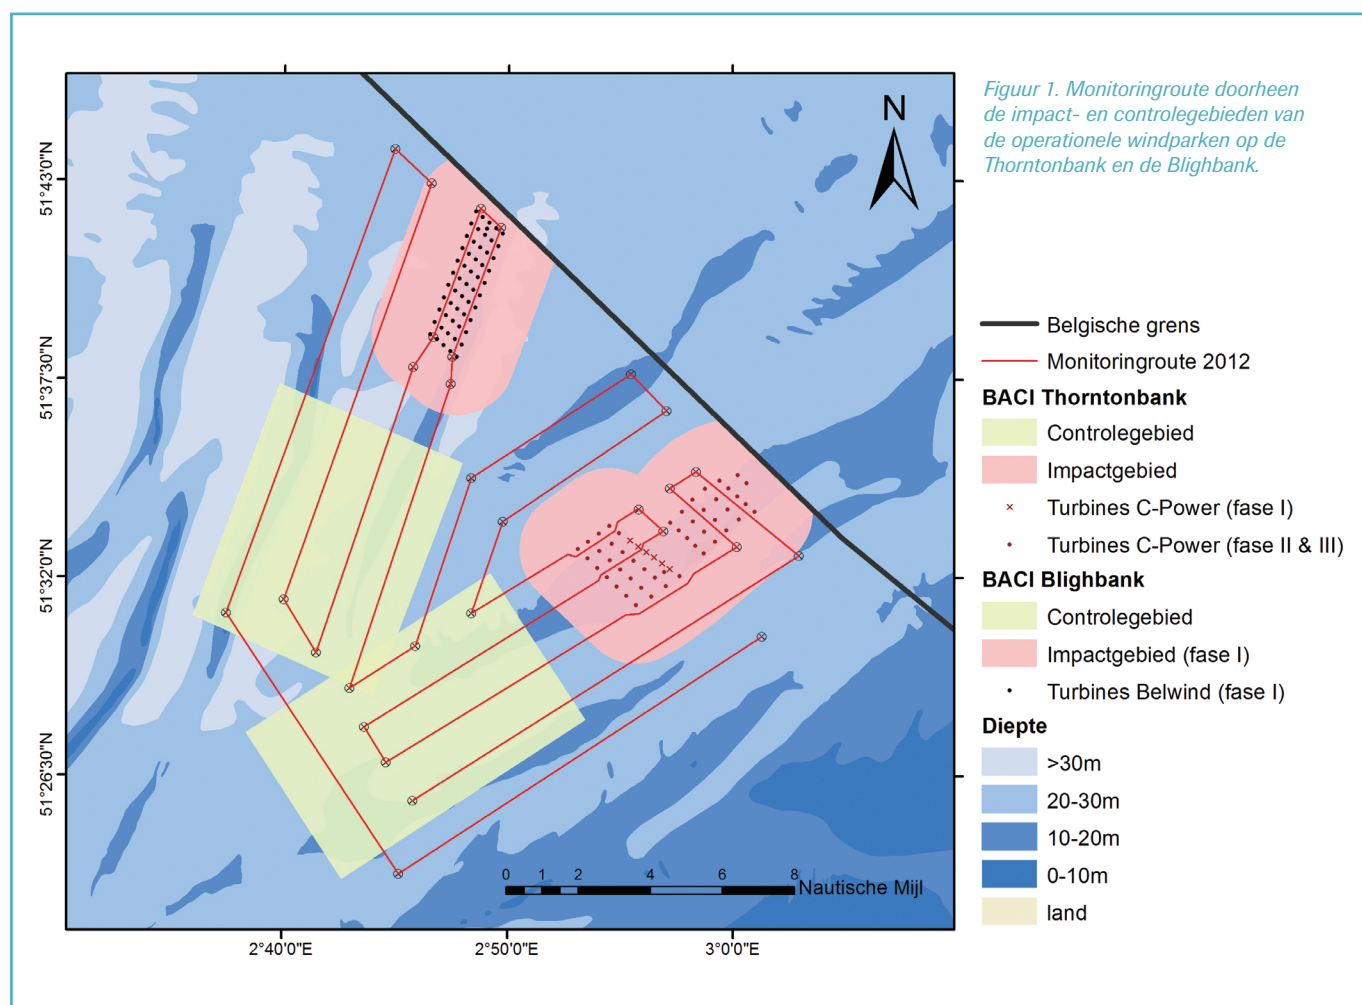 Figuur 1. Monitoringroute doorheen
de impact- en controlegebieden van
de operationele windparken op de
Thorntonbank en de Blighbank.
N
51°43'0"N
51°37'30"N
51°32'0"N
51°26'30"N
2°40'0"E
2°50'0"E
3°0'0"E
0 1 2 4 6 8
Nautische Mijl
Belgische grens
Monitoringroute 2012
BACI Thorntonbank
Controlegebied
Impactgebied
Turbines C-Power (fase I)
Turbines C-Power (fase II & III)
BACI Blighbank
Controlegebied
Impactgebied (fase I)
Turbines Belwind (fase I)
Diepte
>30m
20-30m
10-20m
0-10m
land